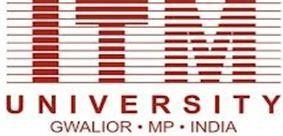 ITM
UNIVERSITY
GWALIOR • MP • INDIA